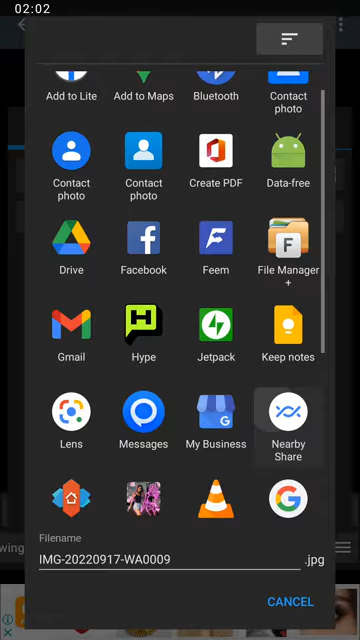 02:02
Add to Lite
Add to Maps
Bluetooth
Contact
photo
Contact
photo
Contact
photo
Create PDF
Data-free
Drive
Facebook
Feem
File Manager
+
Gmail
Hype
Jetpack
Keep notes
Lens
Messages
My Business
Nearby
Share
Filename
IMG-20220917-WA0009
.jpg
wing
CANCEL